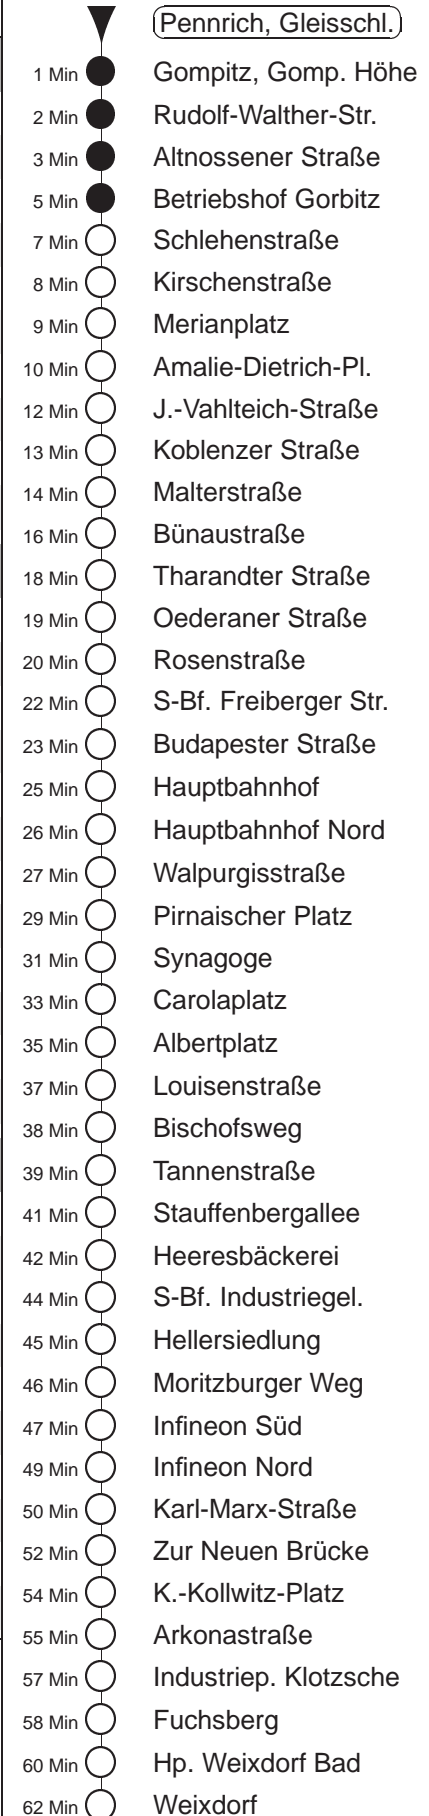 Pennrich, Gleisschl.
1 Min Gompitz, Gomp. Höhe
2 Min Rudolf-Walther-Str.
3 Min Altnossener Straße
5 Min Betriebshof Gorbitz
7 Min Schlehenstraße
8 Min Kirschenstraße
9 Min Merianplatz
10 Min Amalie-Dietrich-Pl.
12 Min J.-Vahlteich-Straße
13 Min Koblenzer Straße
14 Min Malterstraße
16 Min Bünaustraße
18 Min Tharandter Straße
19 Min Oederaner Straße
20 Min Rosenstraße
22 Min S-Bf. Freiberger Str.
23 Min Budapester Straße
25 Min Hauptbahnhof
26 Min Hauptbahnhof Nord
27 Min Walpurgisstraße
29 Min Pirnaischer Platz
31 Min Synagoge
33 Min Carolaplatz
35 Min Albertplatz
37 Min Louisenstraße
38 Min Bischofsweg
39 Min Tannenstraße
41 Min Stauffenbergallee
42 Min Heeresbäckerei
44 Min S-Bf. Industriegel.
45 Min Hellersiedlung
46 Min Moritzburger Weg
47 Min Infineon Süd
49 Min Infineon Nord
50 Min Karl-Marx-Straße
52 Min Zur Neuen Brücke
54 Min K.-Kollwitz-Platz
55 Min Arkonastraße
57 Min Industriep. Klotzsche
58 Min Fuchsberg
60 Min Hp. Weixdorf Bad
62 Min Weixdorf